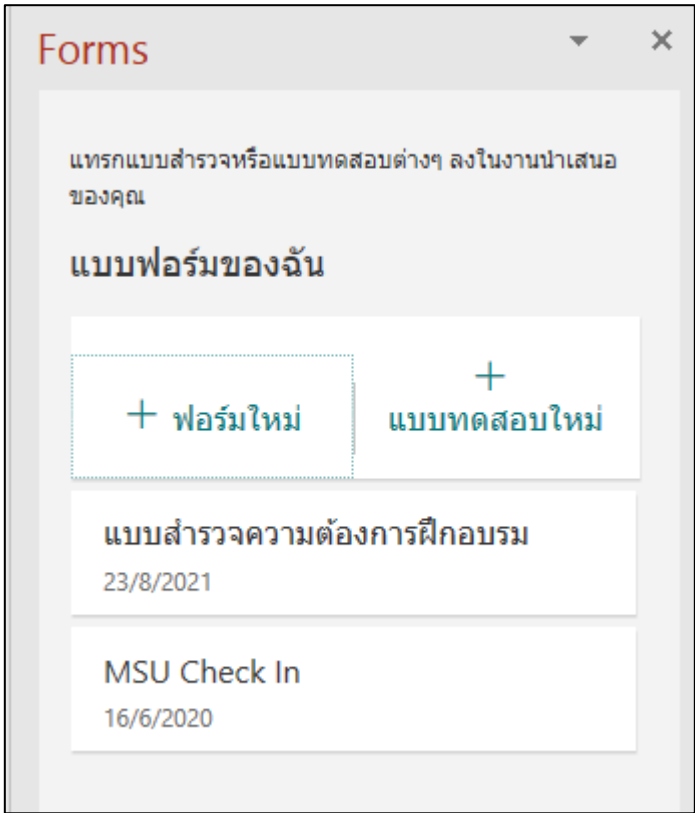 Forms
แทรกแบบสำรวจหรือแบบทดสอบต่างๆ ลงในงานนำเสนอ
ของคุณ
แบบฟอร์มของฉัน
+ ฟอร์มใหม่
+
แบบทดสอบใหม่
แบบสำรวจความต้องการฝึกอบรม
23/8/2021
MSU Check In
16/6/2020